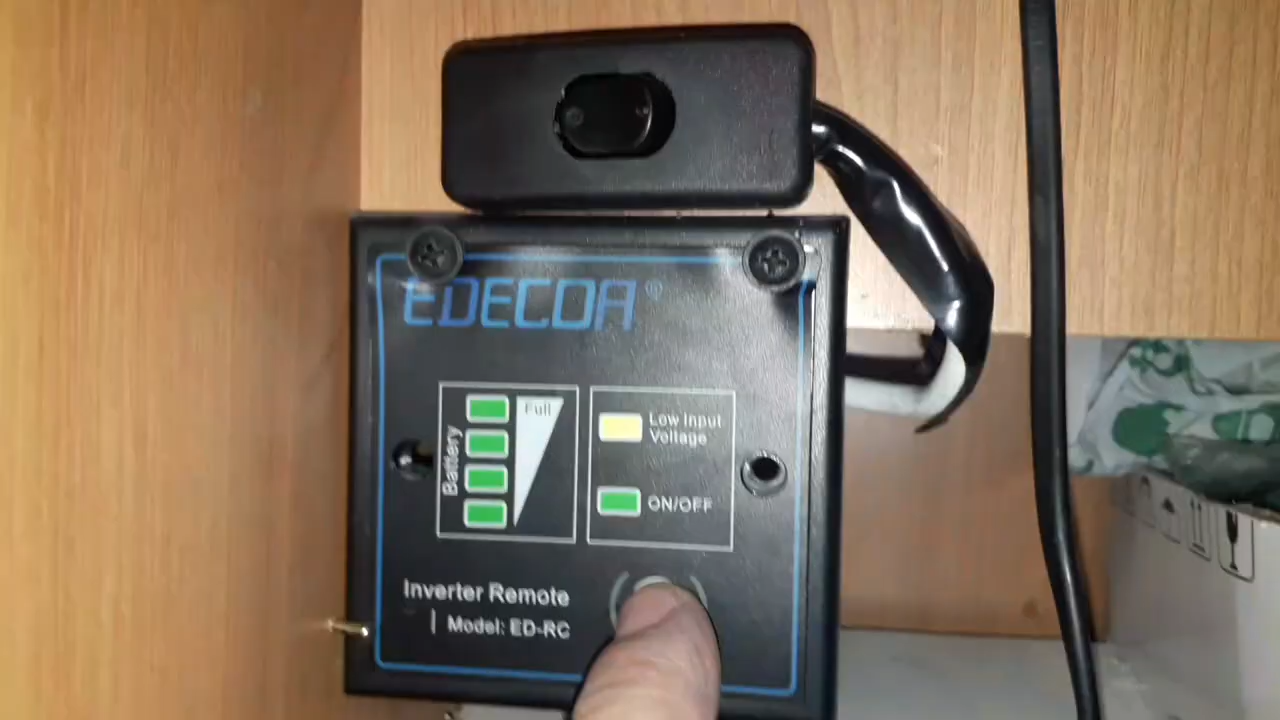 EDECOA®
Full
Battery
Low Input
Voltage
ON/OFF
Inverter Remote
Model: ED-RC